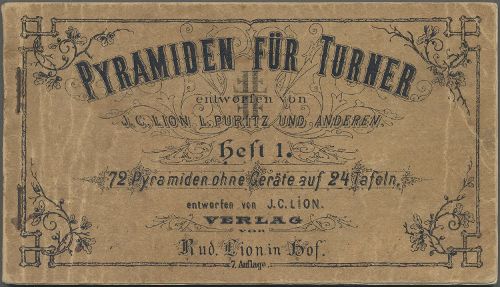 PYRAMIDEN FÜR TURNER
entworfen von
J. C. LION L. PURITZ UND ANDEREN.
Heft 1.
72 Pyramiden ohne Geräte auf 24 Tafeln,
entworfen von J. C. LION.
VERLAG
von
Rud. Lion in Hof.
7. Auflage.